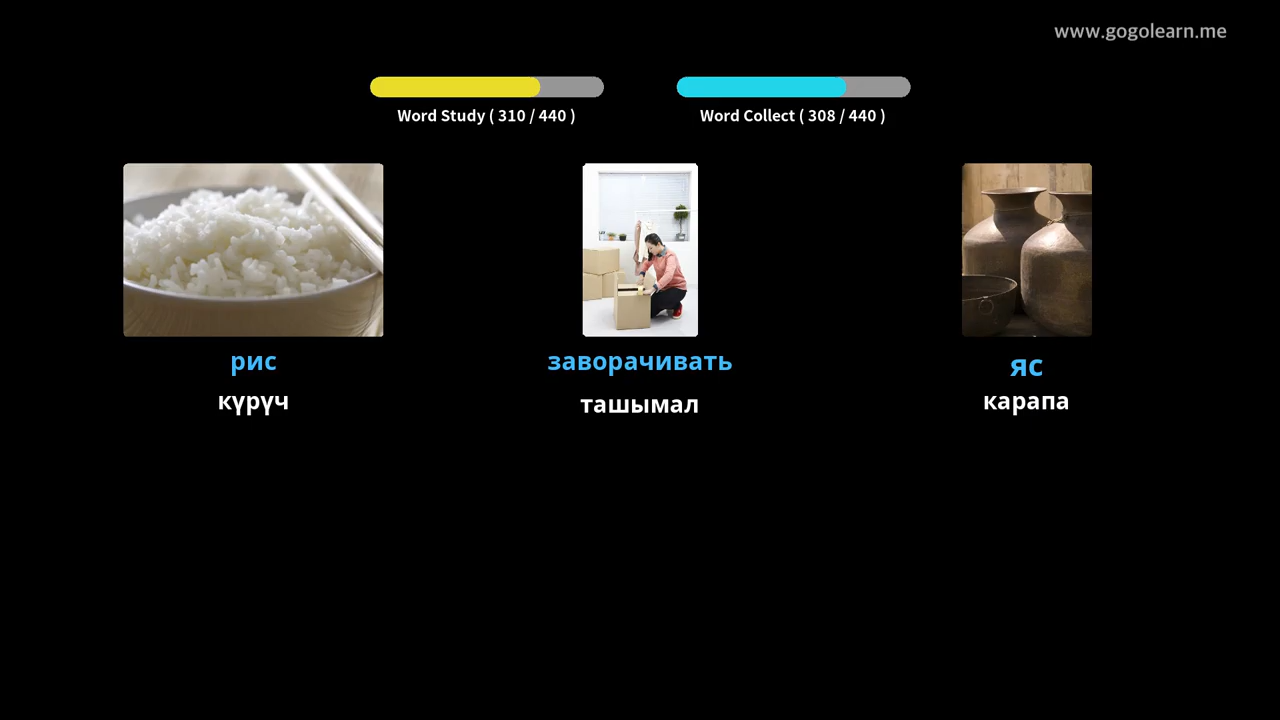 www.gogolearn.me
Word Study ( 310 / 440 )
Word Collect ( 308 / 440 )
рис
заворачивать
яс
күрүч
ташымал
карапа